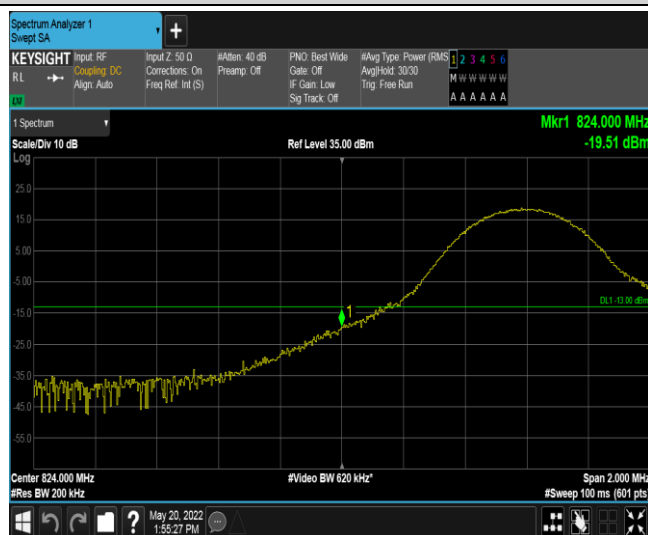 Spectrum Analyzer 1
Swept SA
+
KEYSIGHT
RL
Input: RF
Coupling: DC
Align: Auto
Input Z: 50 Ω
Corrections: On
Freq Ref: Int (S)
#Atten: 40 dB
Preamp: Off
PNO: Best Wide
Gate: Off
IF Gain: Low
Sig Track: Off
#Avg Type: Power (RMS
Avg|Hold: 30/30
Trig: Free Run
1 2 3 4 5 6
M W W W W W
A A A A A A
1 Spectrum
Scale/Div 10 dB
Log
Ref Level 35.00 dBm
Mkr1 824.000 MHz
-19.51 dBm
25.0
15.0
5.00
-5.00
-15.0
-25.0
-35.0
-45.0
-55.0
1
DL1 -13.00 dBm
Center 824.000 MHz
#Res BW 200 kHz
#Video BW 620 kHz*
Span 2.000 MHz
#Sweep 100 ms (601 pts)
?
May 20, 2022
1:55:27 PM